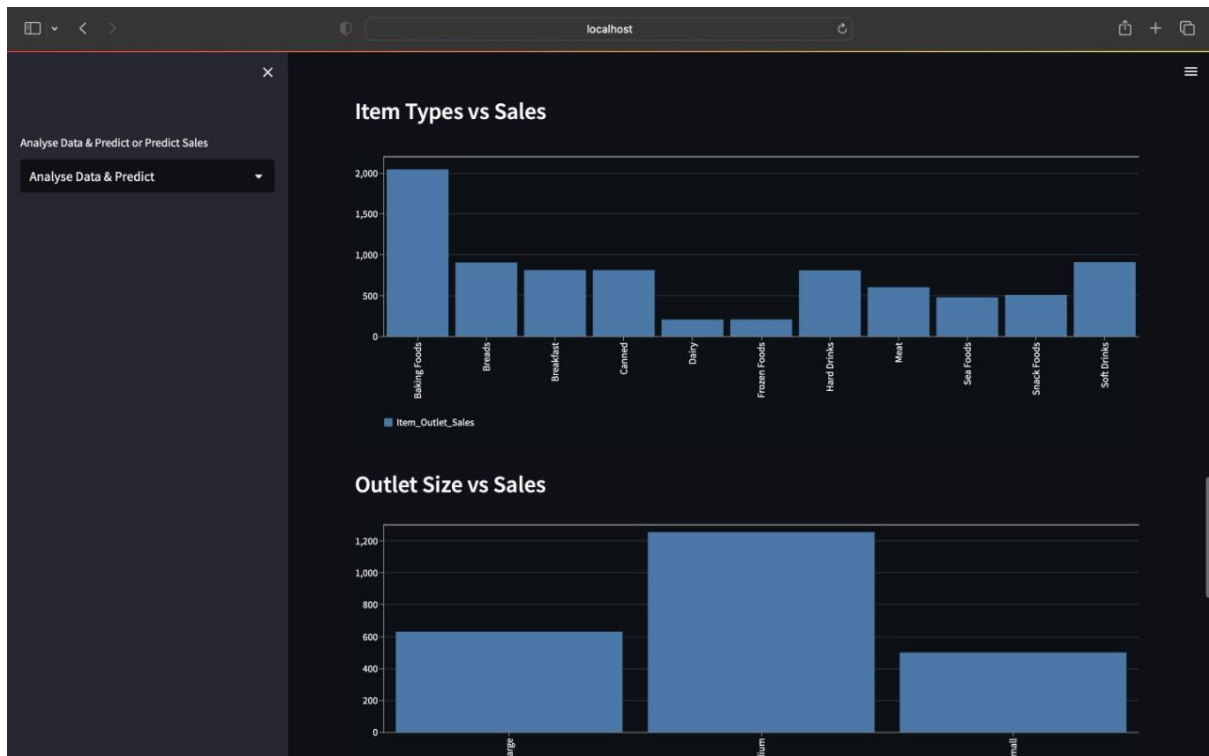 localhost
Analyse Data & Predict or Predict Sales
Analyse Data & Predict
Item Types vs Sales
2,000
1,500
1,000
500
0
Baking Foods
Breads
Breakfast
Canned
Dairy
Frozen Foods
Hard Drinks
Meat
Sea Foods
Snack Foods
Soft Drinks
Item_Outlet_Sales
Outlet Size vs Sales
1,200
1,000
800
600
400
200
0